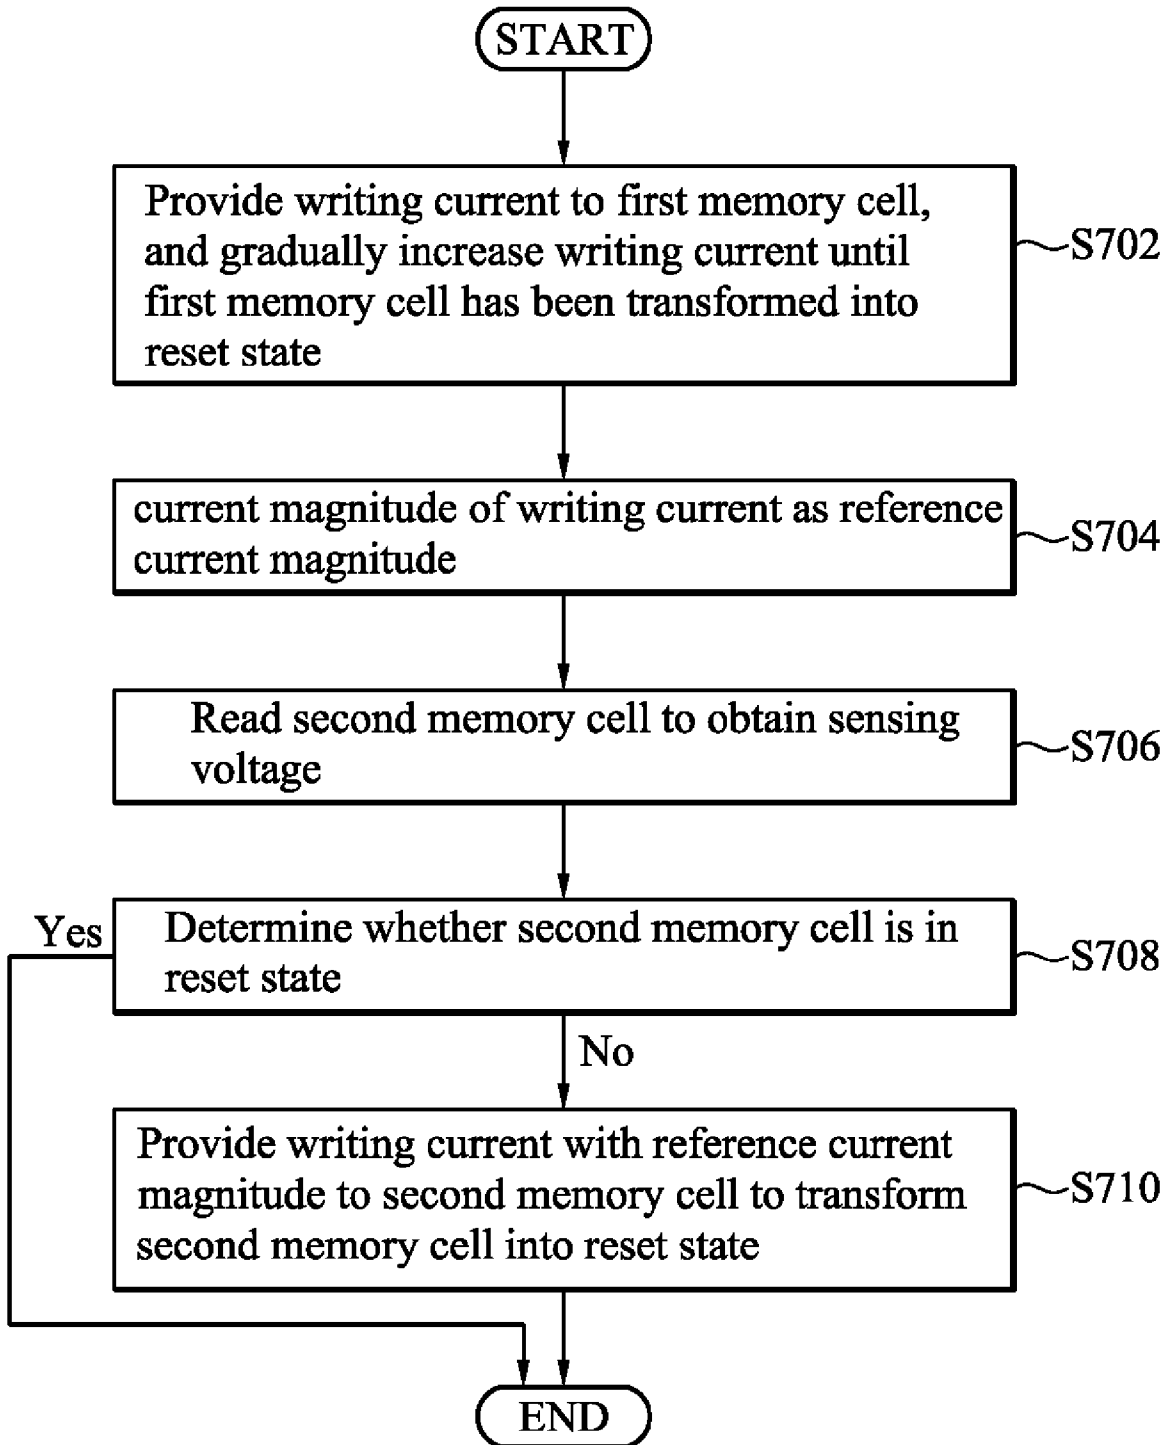 START
Provide writing current to first memory cell,
and gradually increase writing current until
first memory cell has been transformed into
reset state
S702
current magnitude of writing current as reference
current magnitude
S704
Read second memory cell to obtain sensing
voltage
S706
Yes
Determine whether second memory cell is in
reset state
S708
No
Provide writing current with reference current
magnitude to second memory cell to transform
second memory cell into reset state
S710
END